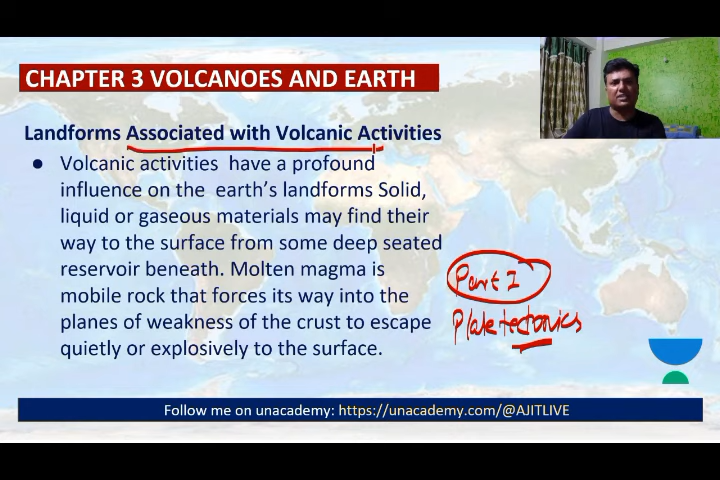 CHAPTER 3 VOLCANOES AND EARTH
Landforms Associated with Volcanic Activities
● Volcanic activities have a profound
influence on the earth's landforms Solid,
liquid or gaseous materials may find their
way to the surface from some deep seated
reservoir beneath. Molten magma is
mobile rock that forces its way into the
planes of weakness of the crust to escape
quietly or explosively to the surface.
Part I
Plate tectonics
Follow me on unacademy: https://unacademy.com/@AJITLIVE